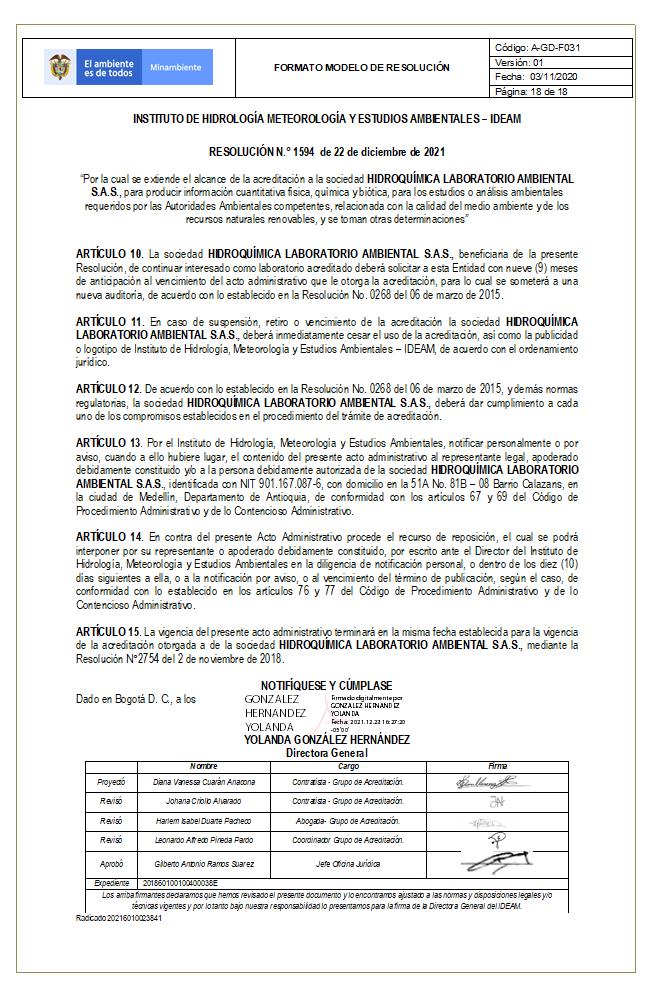 El ambiente
es de todos
Minambiente
FORMATO MODELO DE RESOLUCIÓN
Código: A-GD-F031
Versión: 01
Fecha: 03/11/2020
Página: 18 de 18
INSTITUTO DE HIDROLOGÍA METEOROLOGÍA Y ESTUDIOS AMBIENTALES – IDEAM
RESOLUCIÓN N.° 1594 de 22 de diciembre de 2021
“Por la cual se extiende el alcance de la acreditación a la sociedad HIDROQUÍMICA LABORATORIO AMBIENTAL
S.A.S., para producir información cuantitativa física, química y biótica, para los estudios o análisis ambientales
requeridos por las Autoridades Ambientales competentes, relacionada con la calidad del medio ambiente y de los
recursos naturales renovables, y se toman otras determinaciones”
ARTÍCULO 10. La sociedad HIDROQUÍMICA LABORATORIO AMBIENTAL S.A.S., beneficiaria de la presente
Resolución, de continuar interesado como laboratorio acreditado deberá solicitar a esta Entidad con nueve (9) meses
de anticipación al vencimiento del acto administrativo que le otorga la acreditación, para lo cual se someterá a una
nueva auditoría, de acuerdo con lo establecido en la Resolución No. 0268 del 06 de marzo de 2015.
ARTÍCULO 11. En caso de suspensión, retiro o vencimiento de la acreditación la sociedad HIDROQUÍMICA
LABORATORIO AMBIENTAL S.A.S., deberá inmediatamente cesar el uso de la acreditación, así como la publicidad
o logotipo de Instituto de Hidrología, Meteorología y Estudios Ambientales – IDEAM, de acuerdo con el ordenamiento
jurídico.
ARTÍCULO 12. De acuerdo con lo establecido en la Resolución No. 0268 del 06 de marzo de 2015, y demás normas
regulatorias, la sociedad HIDROQUÍMICA LABORATORIO AMBIENTAL S.A.S., deberá dar cumplimiento a cada
uno de los compromisos establecidos en el procedimiento del trámite de acreditación.
ARTÍCULO 13. Por el Instituto de Hidrología, Meteorología y Estudios Ambientales, notificar personalmente o por
aviso, cuando a ello hubiere lugar, el contenido del presente acto administrativo al representante legal, apoderado
debidamente constituido y/o a la persona debidamente autorizada de la sociedad HIDROQUÍMICA LABORATORIO
AMBIENTAL S.A.S., identificada con NIT 901.167.087-6, con domicilio en la 51A No. 81B – 08 Barrio Calazans, en
la ciudad de Medellín, Departamento de Antioquia, de conformidad con los artículos 67 y 69 del Código de
Procedimiento Administrativo y de lo Contencioso Administrativo.
ARTÍCULO 14. En contra del presente Acto Administrativo procede el recurso de reposición, el cual se podrá
interponer por su representante o apoderado debidamente constituido, por escrito ante el Director del Instituto de
Hidrología, Meteorología y Estudios Ambientales en la diligencia de notificación personal, o dentro de los diez (10)
días siguientes a ella, o a la notificación por aviso, o al vencimiento del término de publicación, según el caso, de
conformidad con lo establecido en los artículos 76 y 77 del Código de Procedimiento Administrativo y de lo
Contencioso Administrativo.
ARTÍCULO 15. La vigencia del presente acto administrativo terminará en la misma fecha establecida para la vigencia
de la acreditación otorgada a de la sociedad HIDROQUÍMICA LABORATORIO AMBIENTAL S.A.S., mediante la
Resolución N°2754 del 2 de noviembre de 2018.
NOTIFÍQUESE Y CÚMPLASE
Dado en Bogotá D. C., a los
GONZALEZ
HERNANDEZ
YOLANDA
Firmado digitalmente por
GONZALEZ HERNANDEZ
YOLANDA
Fecha: 2021.12.22 16:27:20
-05'00'
YOLANDA GONZÁLEZ HERNÁNDEZ
Directora General
Nombre Cargo Firma
Proyectó Diana Vanessa Cuarán Anacona Contratista - Grupo de Acreditación.
Revisó Johana Criollo Alvarado Contratista - Grupo de Acreditación.
Revisó Harlem Isabel Duarte Pacheco Abogada- Grupo de Acreditación.
Revisó Leonardo Alfredo Pineda Pardo Coordinador Grupo de Acreditación.
Aprobó Gilberto Antonio Ramos Suarez Jefe Oficina Jurídica
Expediente 201860100100400038E
Los arriba firmantes declaramos que hemos revisado el presente documento y lo encontramos ajustado a las normas y disposiciones legales y/o
técnicas vigentes y por lo tanto bajo nuestra responsabilidad lo presentamos para la firma de la Directora General del IDEAM.
Radicado 20216010023841